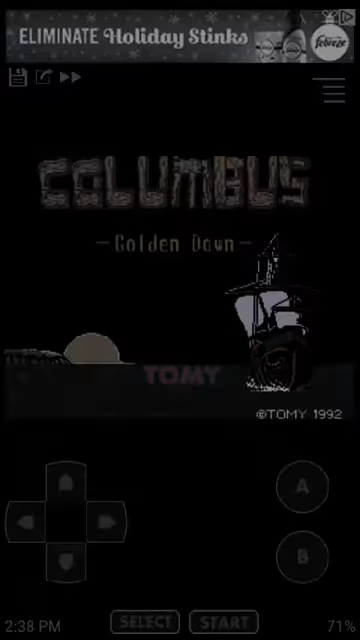 ELIMINATE Holiday Stinks
febreze
COLUMBUS
-Golden Dawn-
TOMY
©TOMY 1992
A
B
SELECT START
2:38 PM 71%